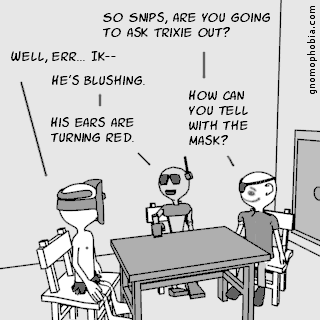 SO SNIPS, ARE YOU GOING
TO ASK TRIXIE OUT?
WELL, ERR... IK--
HE'S BLUSHING.
HIS EARS ARE
TURNING RED.
HOW CAN
YOU TELL
WITH THE
MASK?
gnomophobia.com